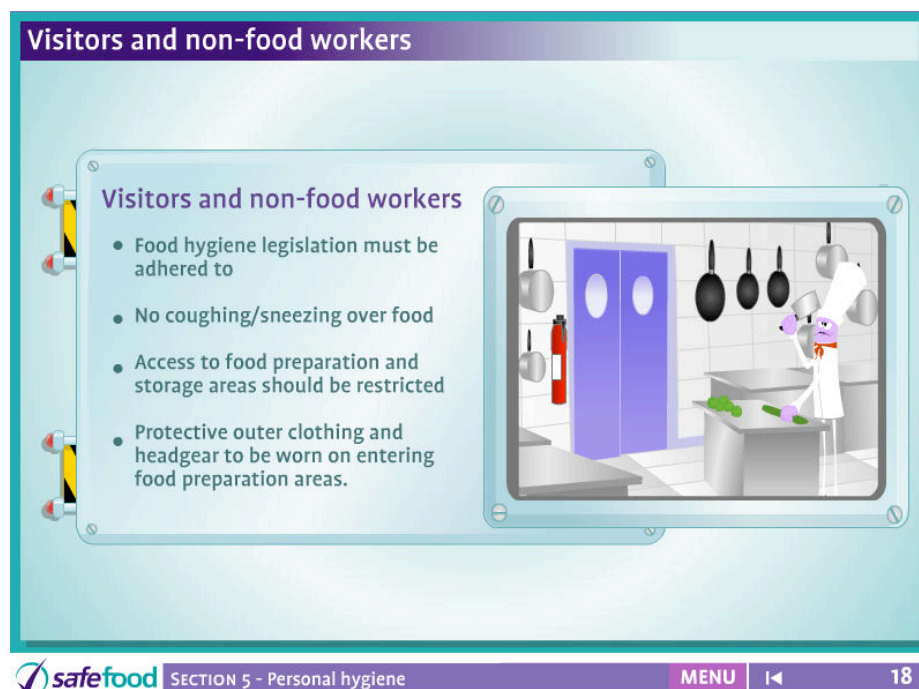 Visitors and non-food workers
Visitors and non-food workers
• Food hygiene legislation must be
adhered to
• No coughing/sneezing over food
• Access to food preparation and
storage areas should be restricted
• Protective outer clothing and
headgear to be worn on entering
food preparation areas.
safefood SECTION 5 - Personal hygiene MENU 18